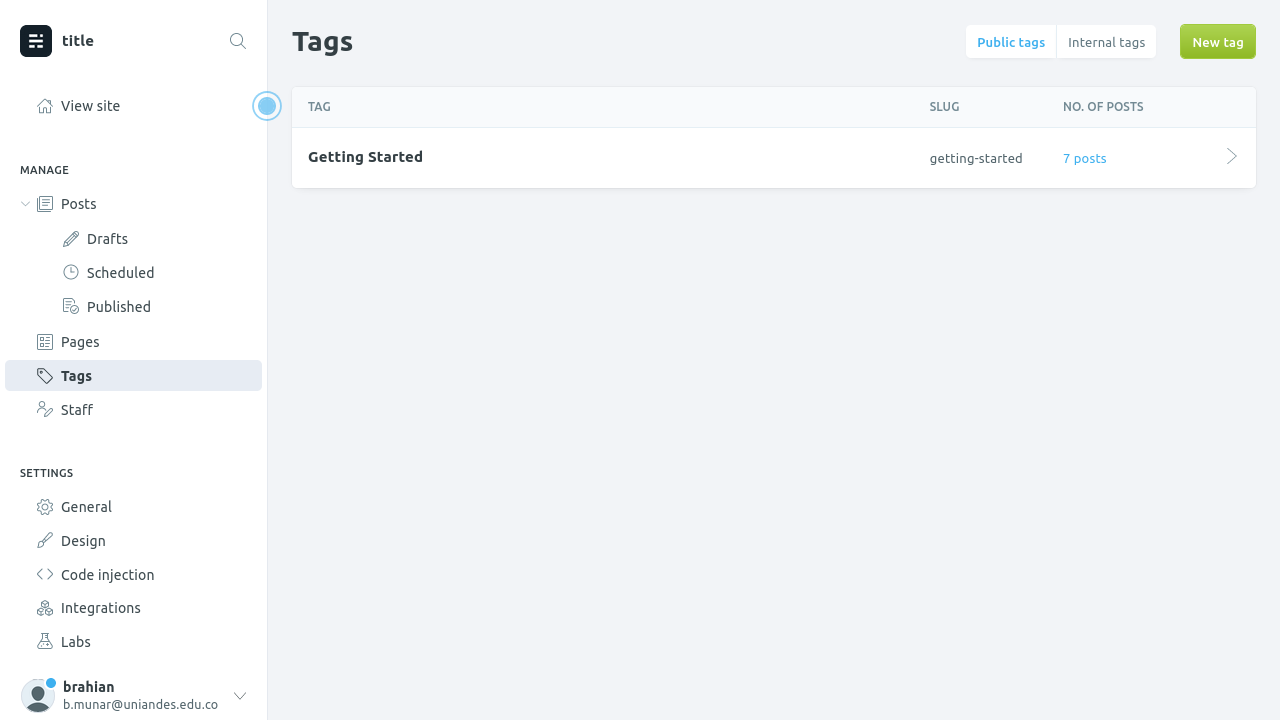 title
View site
MANAGE
Posts
Drafts
Scheduled
Published
Pages
Tags
Staff
SETTINGS
General
Design
Code injection
Integrations
Labs
brahian
b.munar@uniandes.edu.co
Tags
Public tags
Internal tags
New tag
TAG
SLUG
NO. OF POSTS
Getting Started
getting-started
7 posts